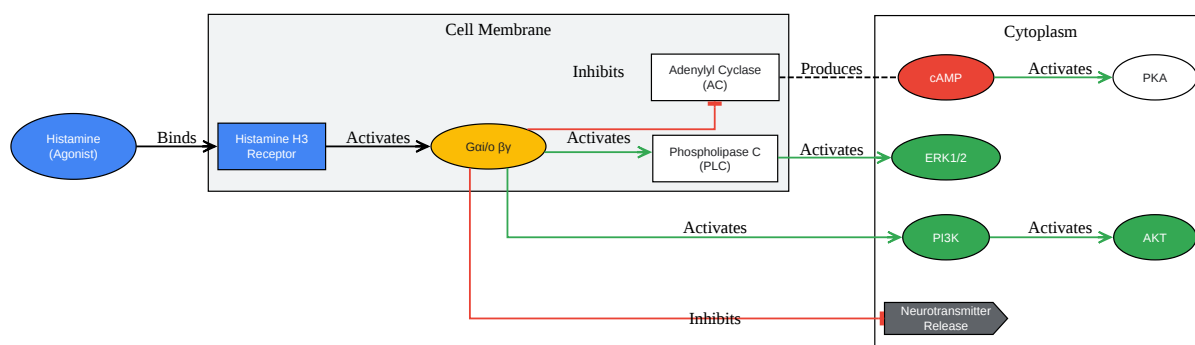 Cell Membrane
Cytoplasm
Inhibits
Adenylyl Cyclase
(AC)
Produces
cAMP
Activates
PKA
Histamine
(Agonist)
Binds
Histamine H3
Receptor
Activates
Gαi/o βγ
Activates
Phospholipase C
(PLC)
Activates
ERK1/2
Activates
PI3K
Activates
AKT
Inhibits
Neurotransmitter
Release